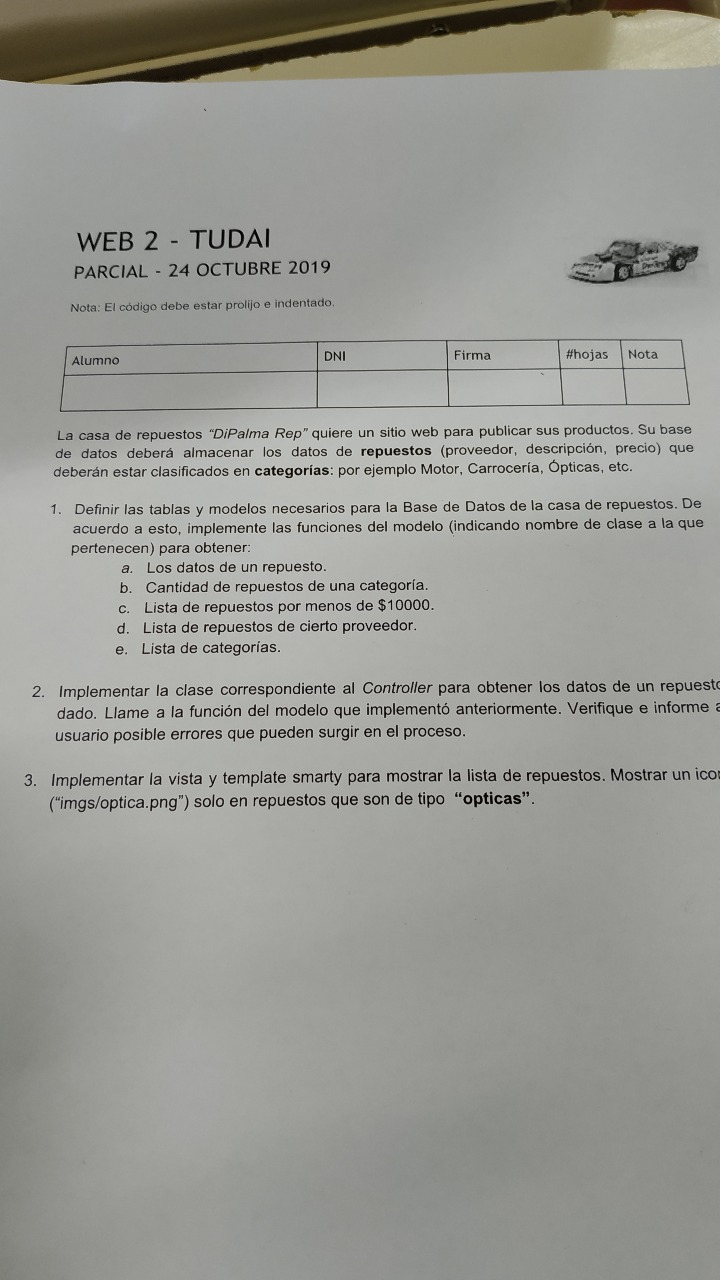 WEB 2 - TUDAI
PARCIAL - 24 OCTUBRE 2019
Nota: El código debe estar prolijo e indentado.
Alumno DNI Firma #hojas Nota
La casa de repuestos “DiPalma Rep” quiere un sitio web para publicar sus productos. Su base
de datos deberá almacenar los datos de repuestos (proveedor, descripción, precio) que
deberán estar clasificados en categorías: por ejemplo Motor, Carrocería, Ópticas, etc.
1. Definir las tablas y modelos necesarios para la Base de Datos de la casa de repuestos. De
acuerdo a esto, implemente las funciones del modelo (indicando nombre de clase a la que
pertenecen) para obtener:
a. Los datos de un repuesto.
b. Cantidad de repuestos de una categoría.
c. Lista de repuestos por menos de $10000.
d. Lista de repuestos de cierto proveedor.
e. Lista de categorías.
2. Implementar la clase correspondiente al Controller para obtener los datos de un repuesto
dado. Llame a la función del modelo que implementó anteriormente. Verifique e informe a
usuario posible errores que pueden surgir en el proceso.
3. Implementar la vista y template smarty para mostrar la lista de repuestos. Mostrar un ico
(“imgs/optica.png”) solo en repuestos que son de tipo “opticas”.